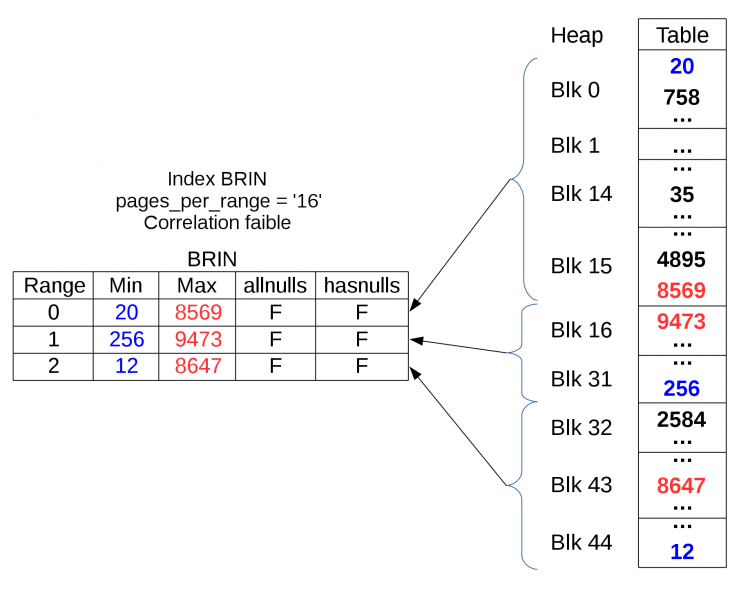 Index BRIN
pages_per_range = '16'
Correlation faible
BRIN
Range Min Max allnulls hasnulls
0 20 8569 F F
1 256 9473 F F
2 12 8647 F F
Heap Table
20
Blk 0
758
...
Blk 1
...
...
Blk 14 35
...
...
4895
Blk 15
8569
9473
Blk 16
...
...
Blk 31
256
2584
Blk 32
...
...
Blk 43 8647
...
...
Blk 44
12